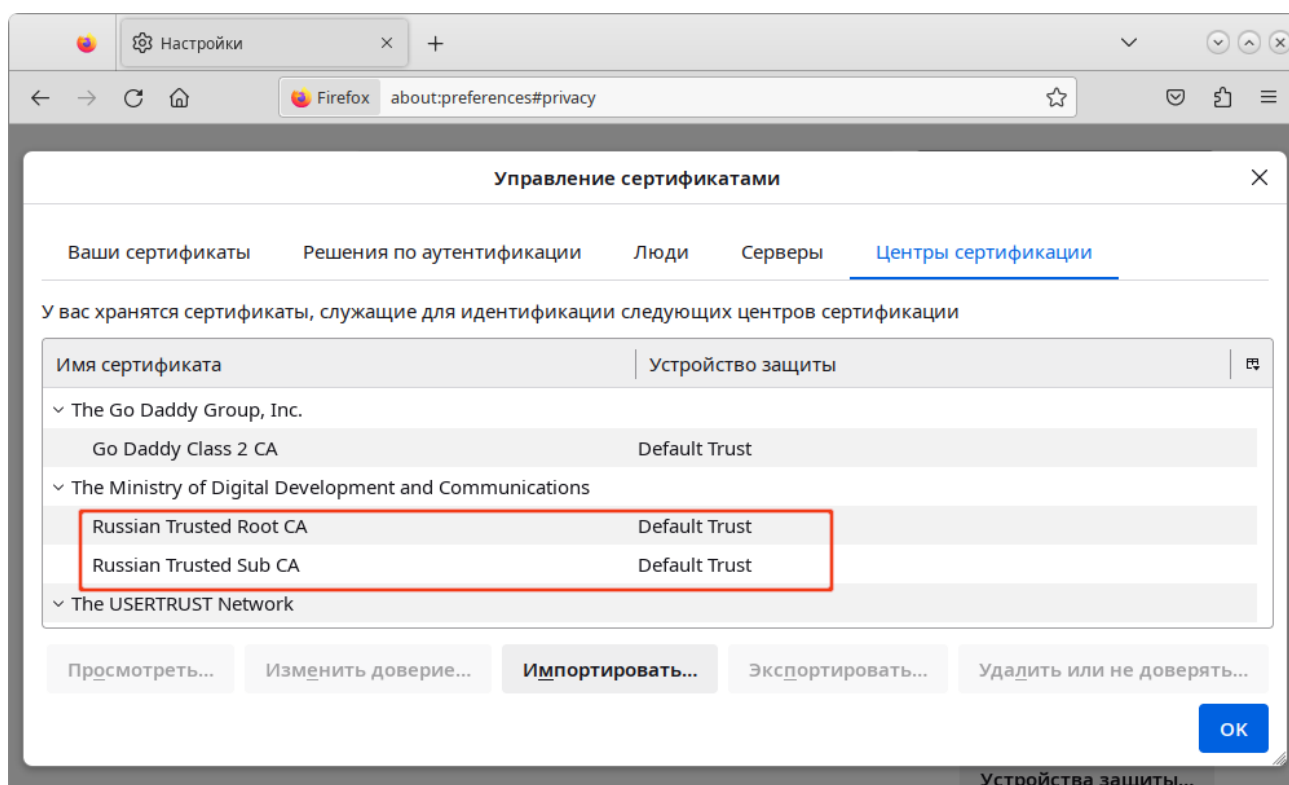 Настройки
Firefox about:preferences#privacy
Управление сертификатами
Ваши сертификаты Решения по аутентификации Люди Серверы Центры сертификации
У вас хранятся сертификаты, служащие для идентификации следующих центров сертификации
Имя сертификата Устройство защиты
The Go Daddy Group, Inc.
Go Daddy Class 2 CA Default Trust
The Ministry of Digital Development and Communications
Russian Trusted Root CA Default Trust
Russian Trusted Sub CA Default Trust
The USERTRUST Network
Просмотреть... Изменить доверие... Импортировать... Экспортировать... Удалить или не доверять...
OK
Устройства защиты...